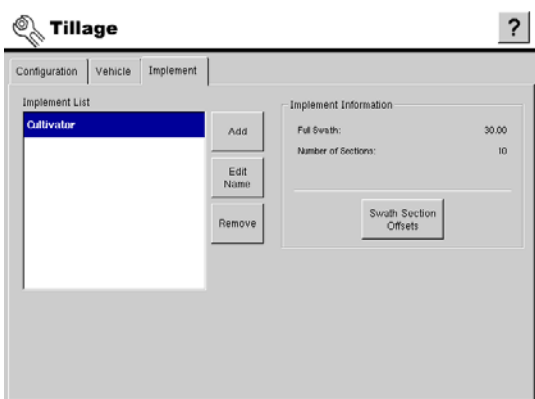 Tillage
?
Configuration
Vehicle
Implement
Implement List
Cultivator
Add
Edit
Name
Remove
Implement Information
Full Swath: 30.00
Number of Sections: 10
Swath Section
Offsets